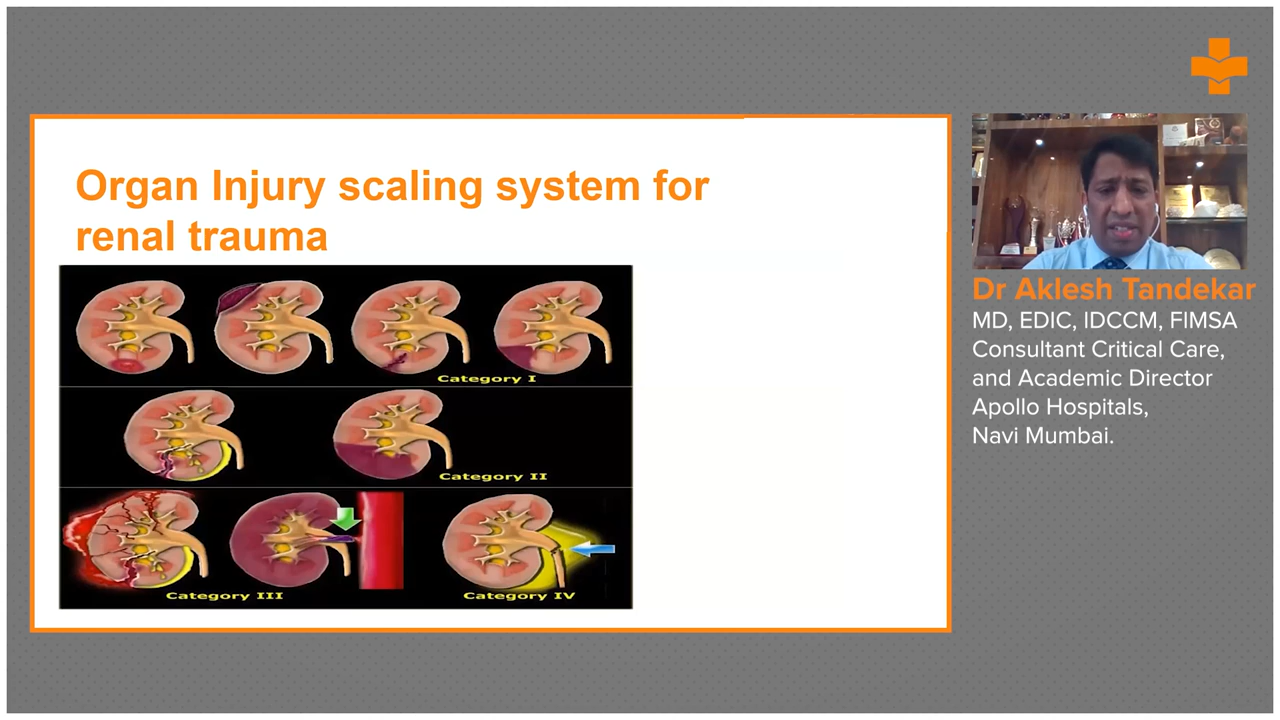 Organ Injury scaling system for
renal trauma
Category I
Category II
Category III
Category IV
Dr Aklesh Tandekar
MD, EDIC, IDCCM, FIMSA
Consultant Critical Care,
and Academic Director
Apollo Hospitals,
Navi Mumbai.